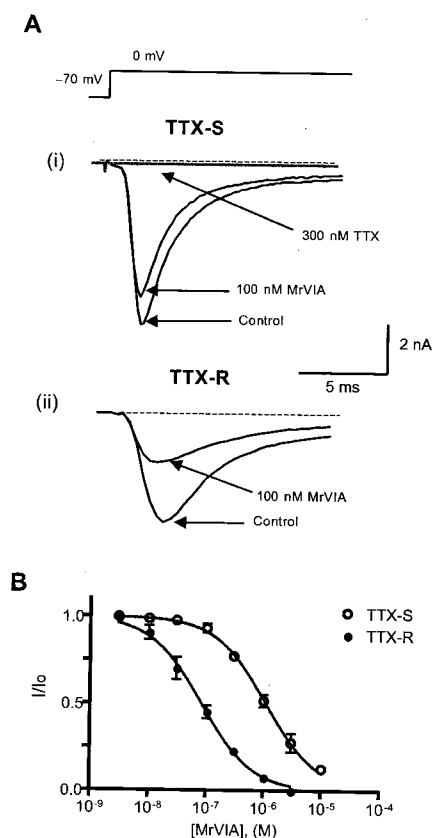 A
0 mV
–70 mV
TTX-S
(i)
300 nM TTX
100 nM MrVIA
Control
2 nA
TTX-R
5 ms
(ii)
100 nM MrVIA
Control
B
1.0
TTX-S
TTX-R
I/I₀
0.5
0.0
10⁻⁹ 10⁻⁸ 10⁻⁷ 10⁻⁶ 10⁻⁵ 10⁻⁴
[MrVIA], (M)